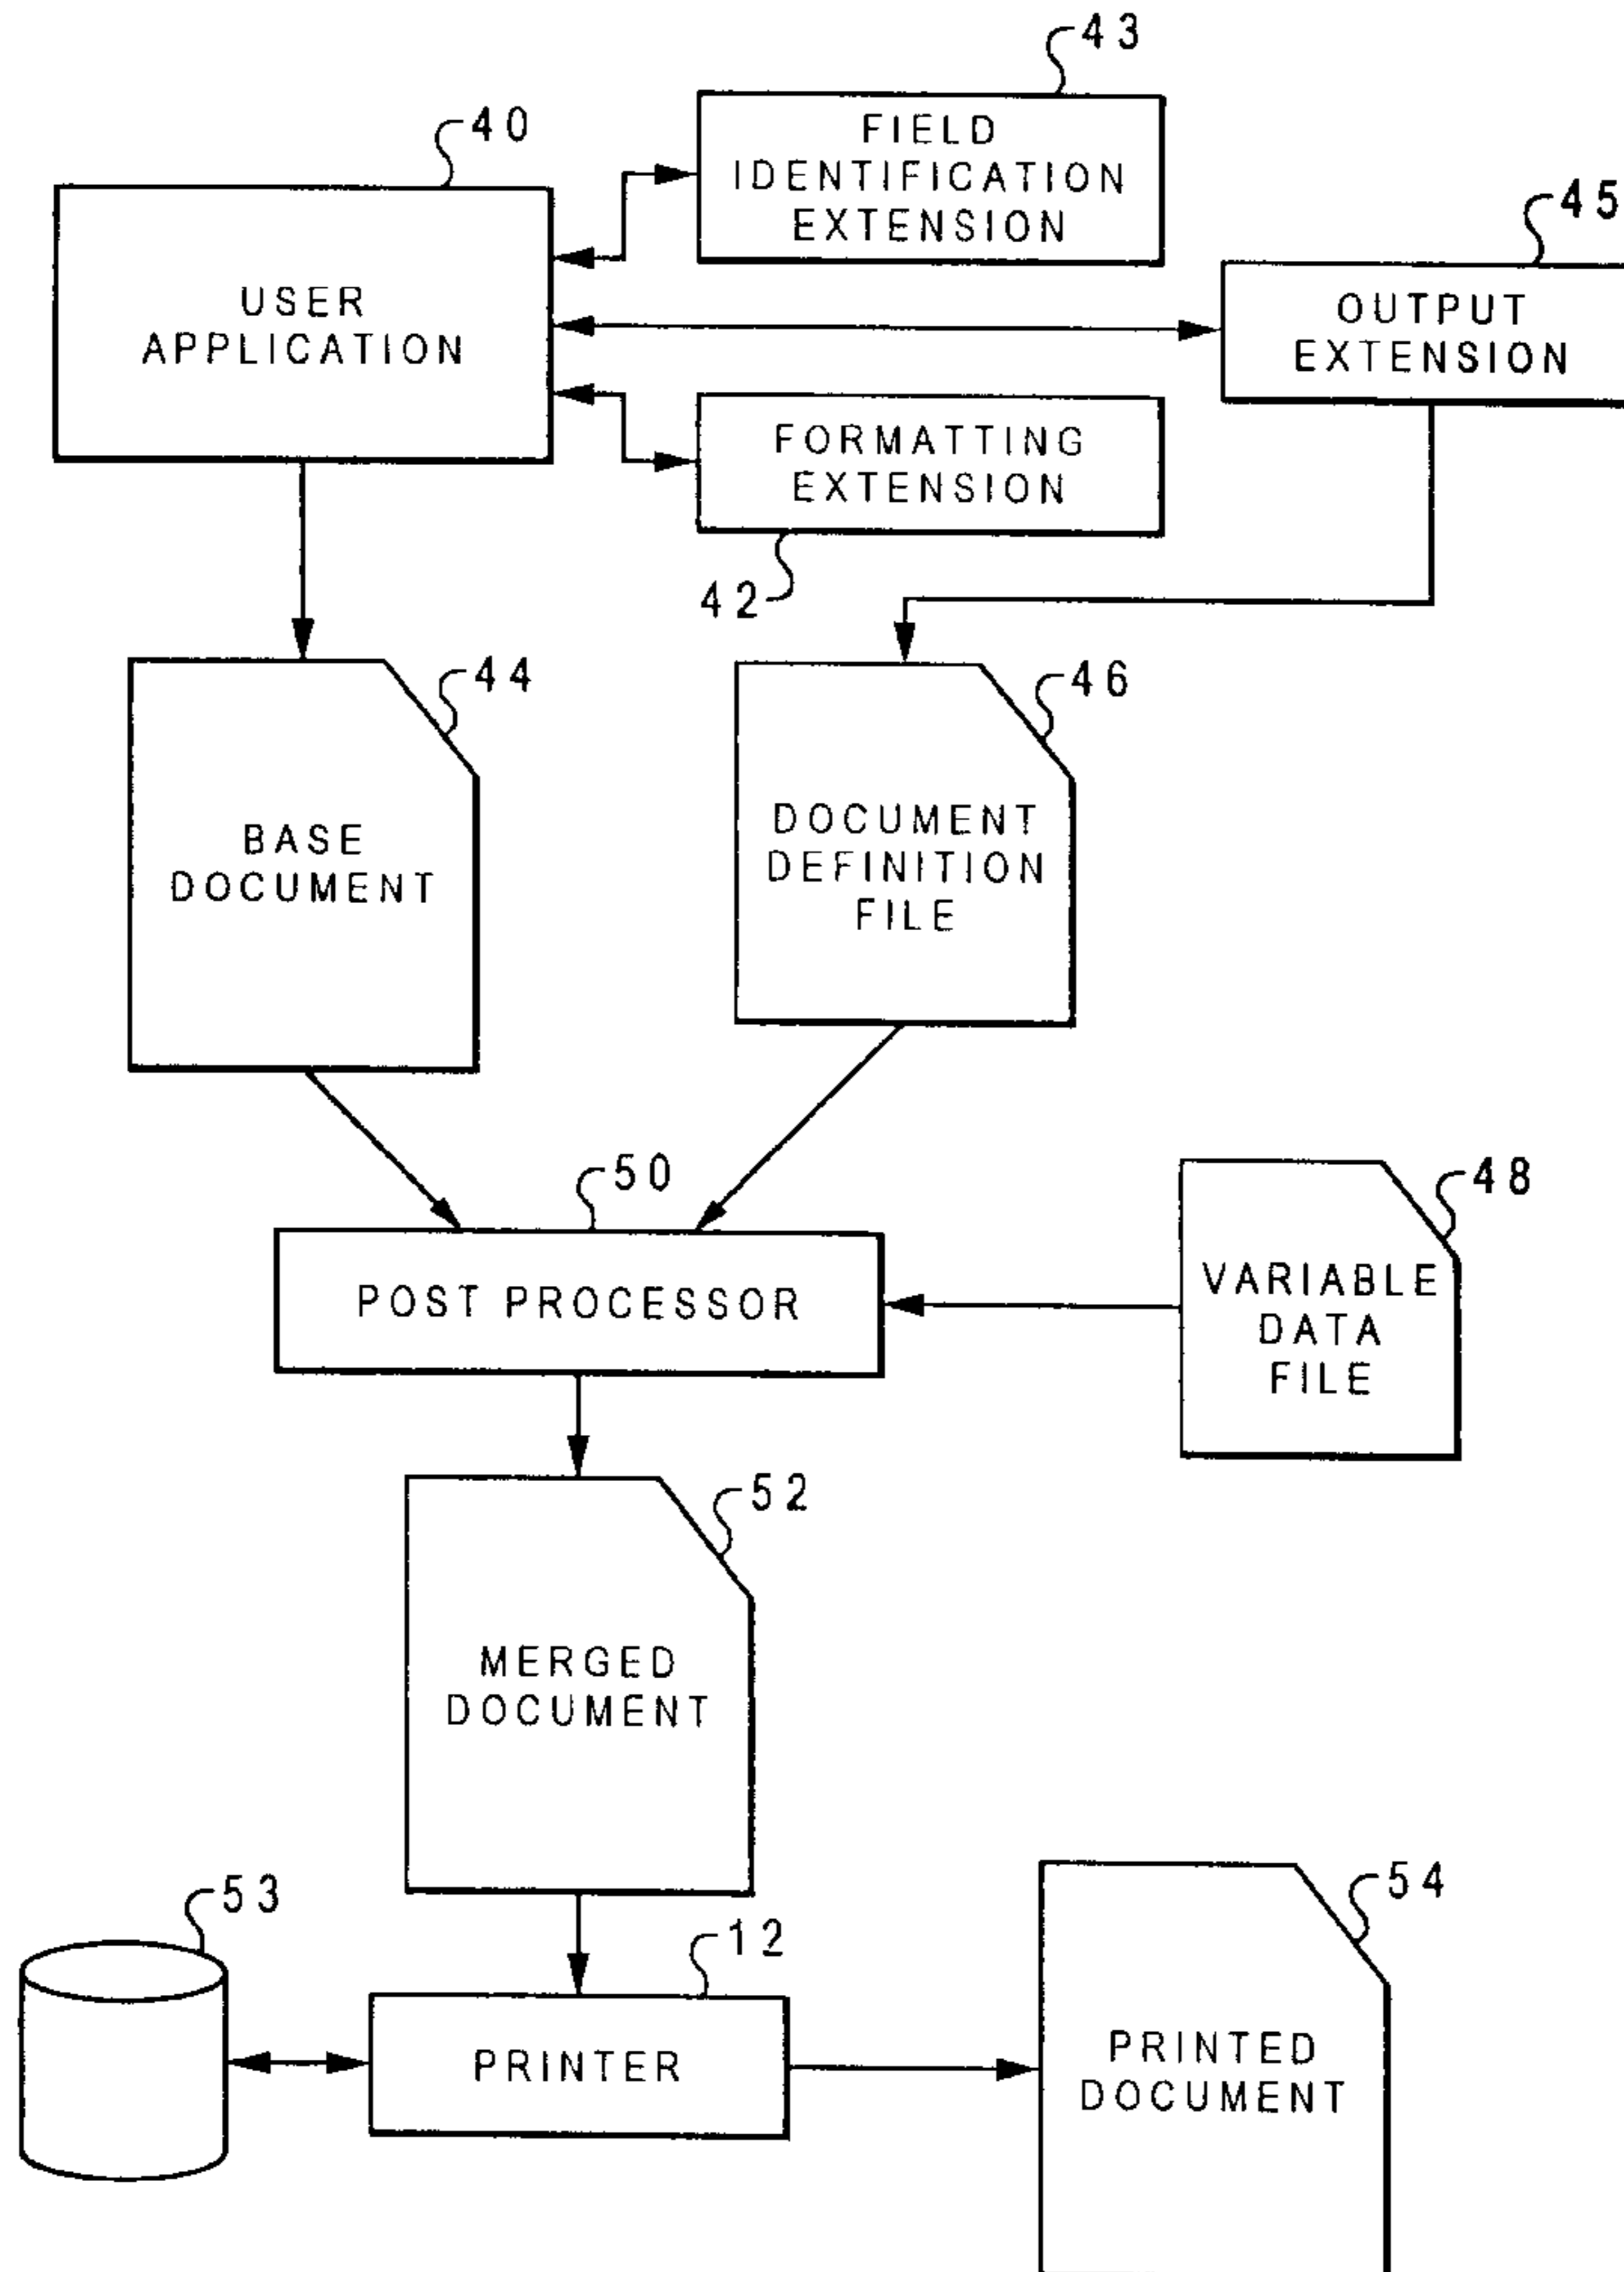 43
40
FIELD
IDENTIFICATION
EXTENSION
45
USER
APPLICATION
OUTPUT
EXTENSION
FORMATTING
EXTENSION
42
44
46
BASE
DOCUMENT
DOCUMENT
DEFINITION
FILE
50
48
POST PROCESSOR
VARIABLE
DATA
FILE
52
MERGED
DOCUMENT
53
54
12
PRINTER
PRINTED
DOCUMENT